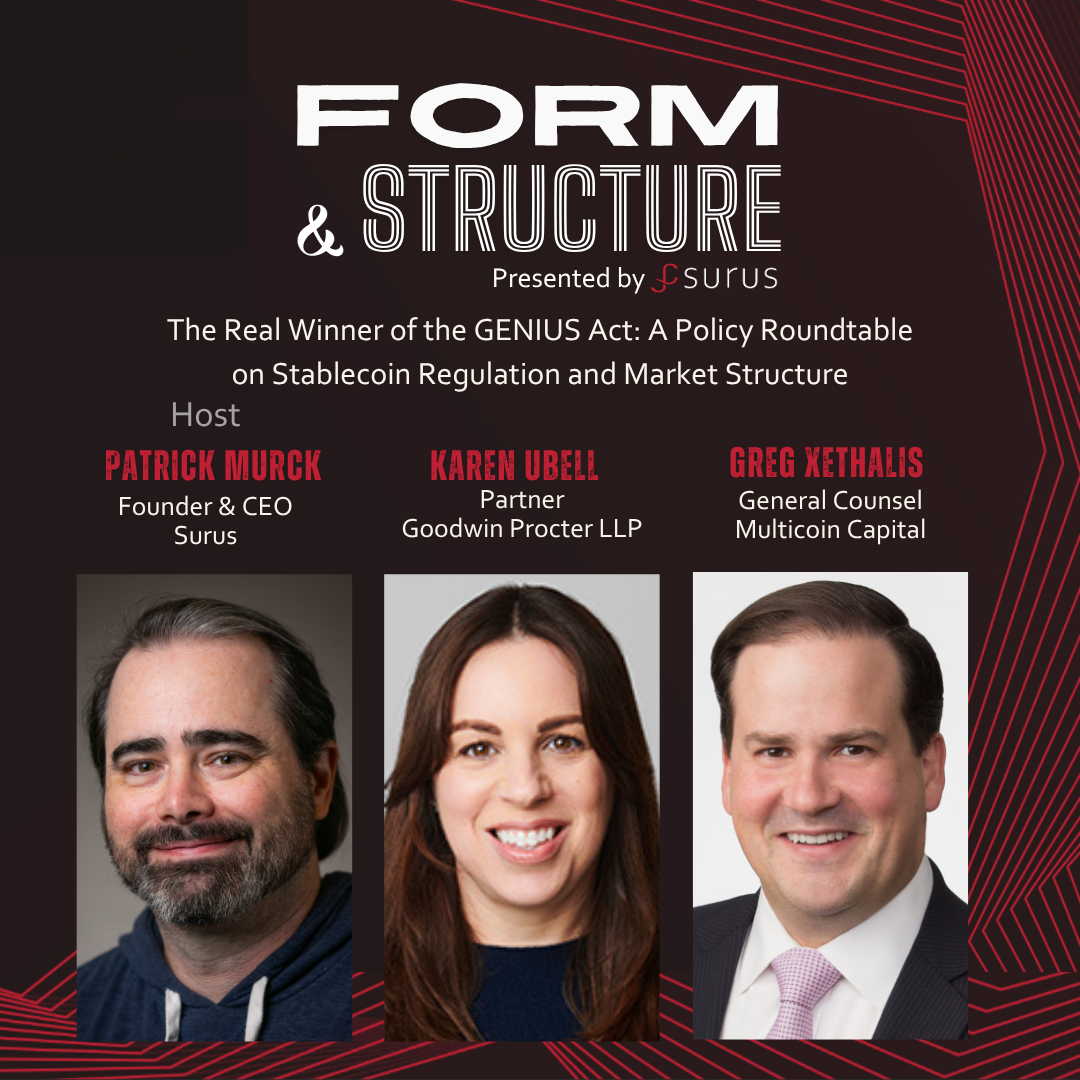 FORM
& STRUCTURE
Presented by surus
The Real Winner of the GENIUS Act: A Policy Roundtable
on Stablecoin Regulation and Market Structure
Host
PATRICK MURCK
Founder & CEO
Surus
KAREN UBELL
Partner
Goodwin Procter LLP
GREG XETHALIS
General Counsel
Multicoin Capital